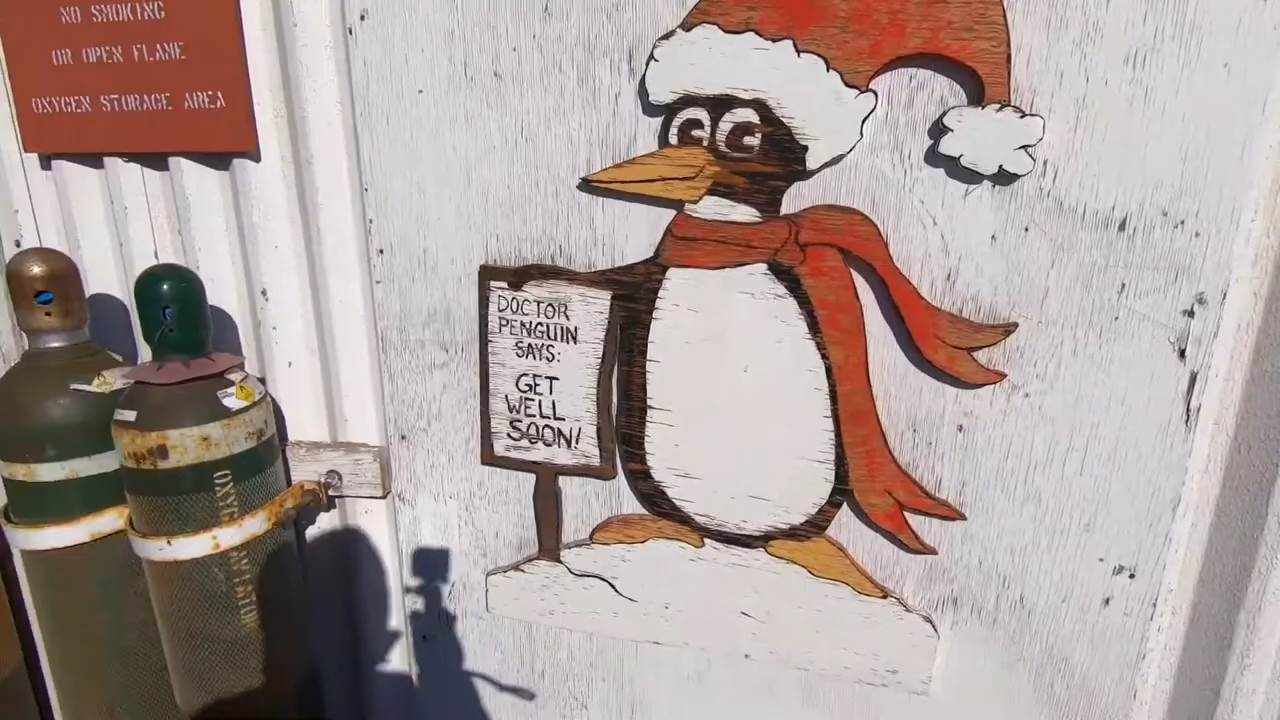 NO SMOKING
OR OPEN FLAME
OXYGEN STORAGE AREA
DOCTOR
PENGUIN
SAYS:
GET
WELL
SOON!